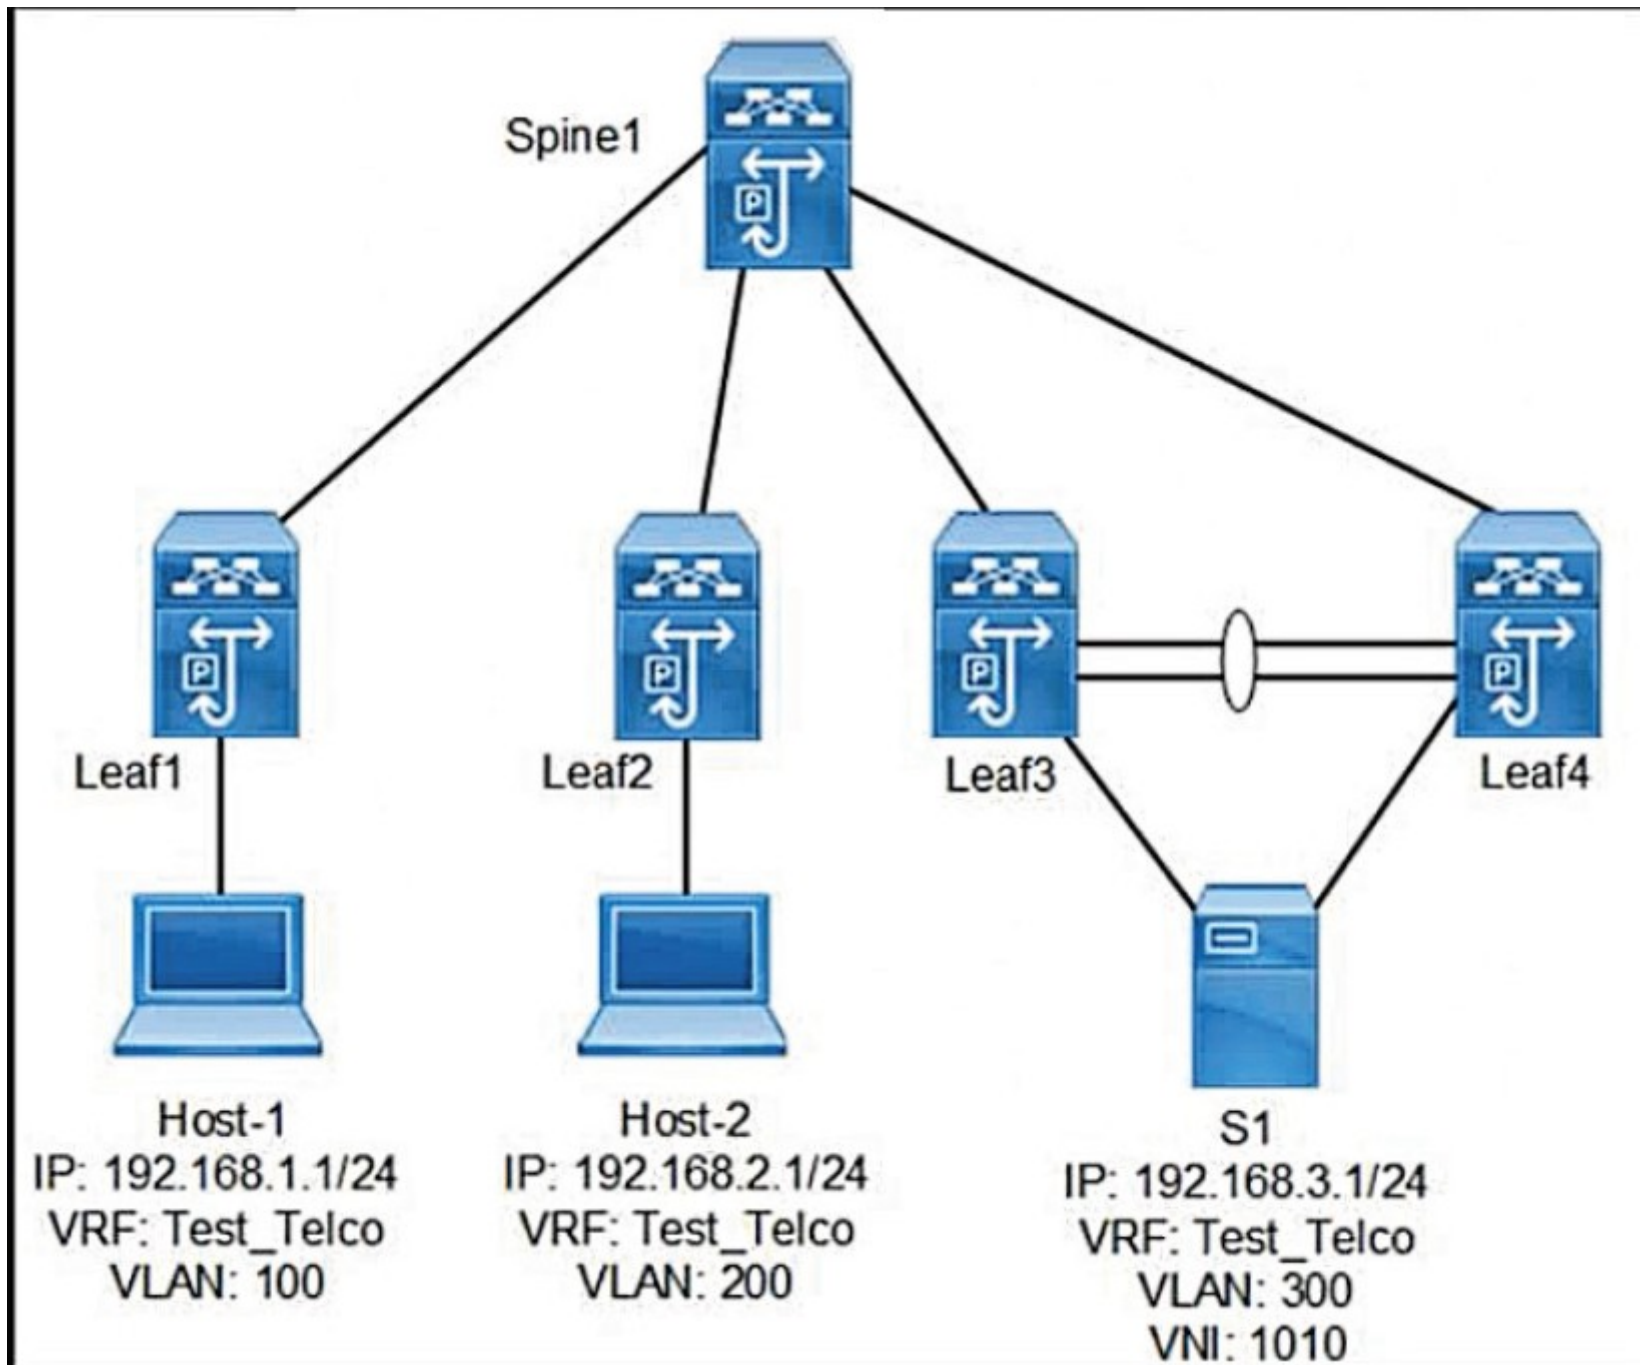 Spine1
P
P
P
P
P
Leaf1
Leaf2
Leaf3
Leaf4
Host-1
IP: 192.168.1.1/24
VRF: Test_Telco
VLAN: 100
Host-2
IP: 192.168.2.1/24
VRF: Test_Telco
VLAN: 200
S1
IP: 192.168.3.1/24
VRF: Test_Telco
VLAN: 300
VNI: 1010